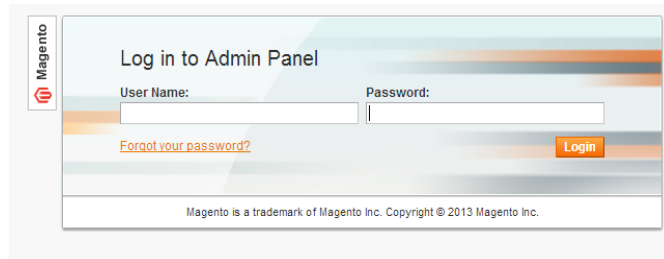 Magento
Log in to Admin Panel
User Name:
Password:
Forgot your password?
Login
Magento is a trademark of Magento Inc. Copyright © 2013 Magento Inc.